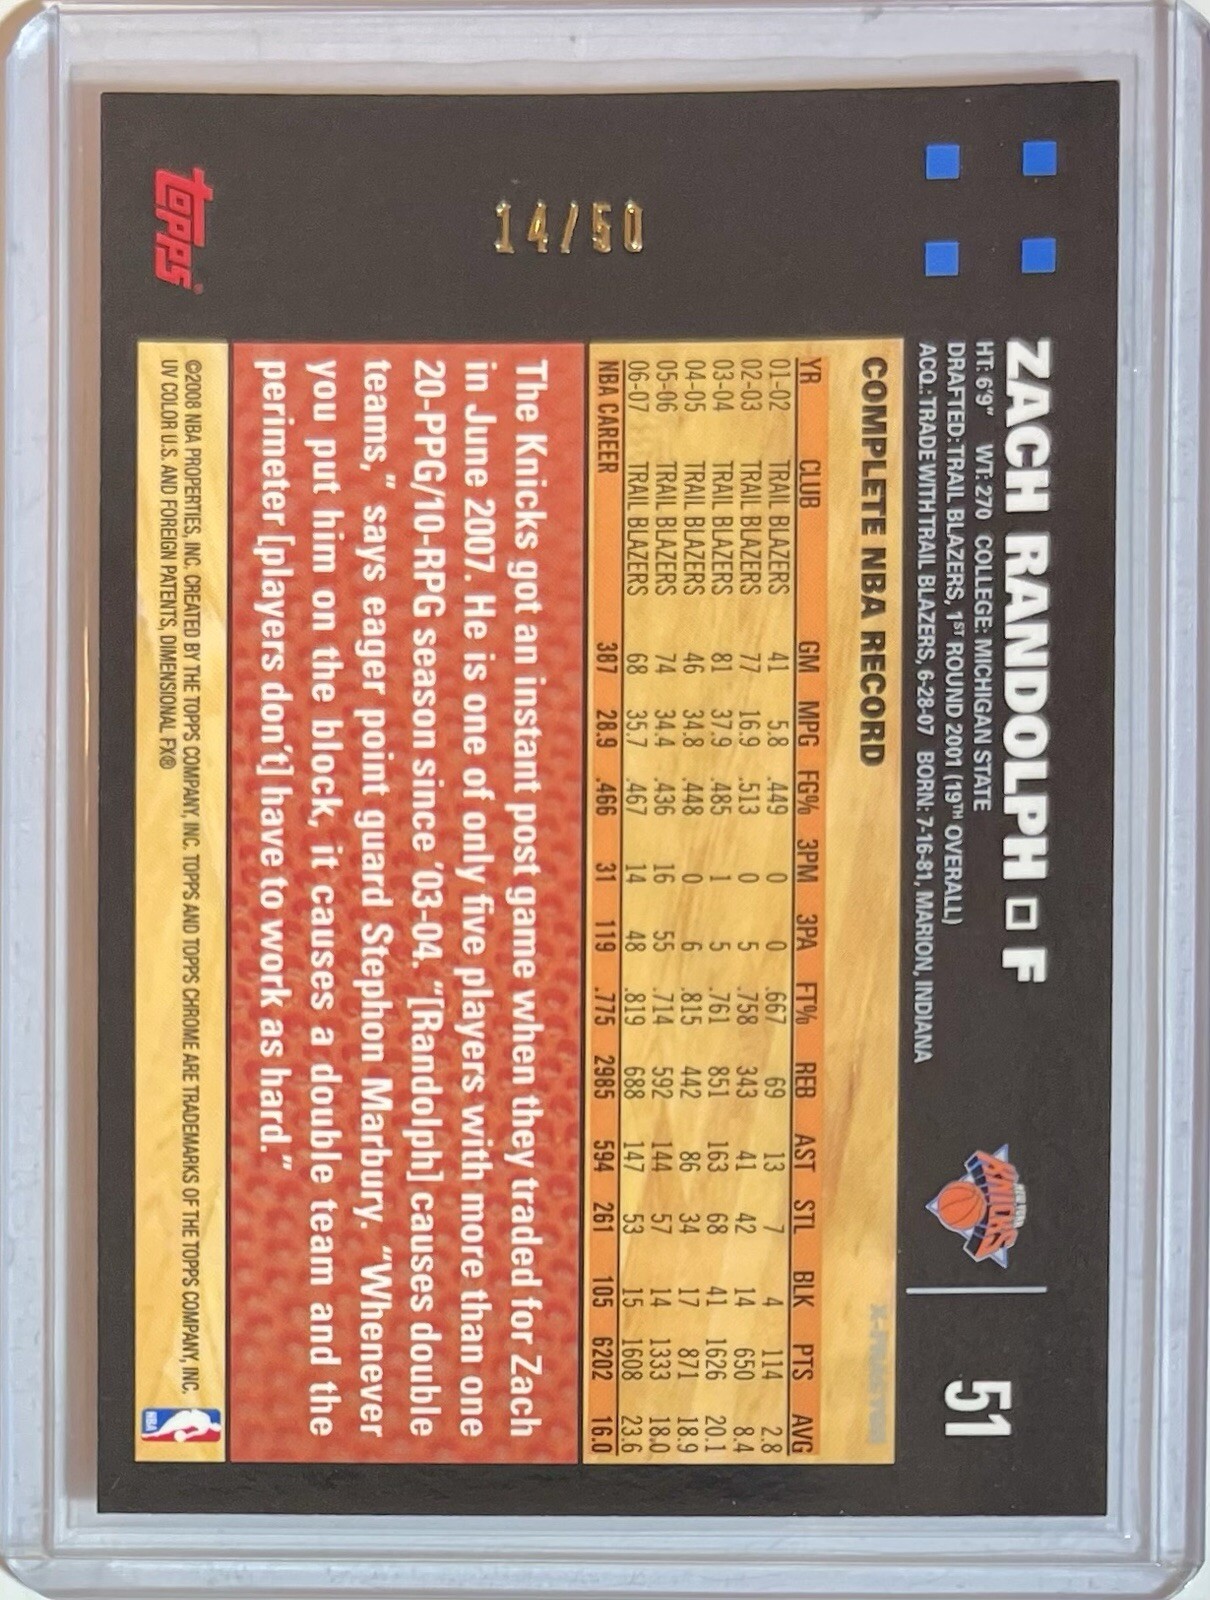 ZACH RANDOLPH □ F
HT: 6'9" WT: 270 COLLEGE: MICHIGAN STATE
DRAFTED: TRAIL BLAZERS, 1ST ROUND 2001 (19TH OVERALL)
ACQ.: TRADE WITH TRAIL BLAZERS, 6-28-07 BORN: 7-16-81, MARION, INDIANA
NEW YORK KNICKS
51
14/50
COMPLETE NBA RECORD
X-FRACTOR
YR CLUB GM MPG FG% 3PM 3PA FT% REB AST STL BLK PTS AVG
01-02 TRAIL BLAZERS 41 5.8 .449 0 0 .667 69 13 7 4 114 2.8
02-03 TRAIL BLAZERS 77 16.9 .513 0 5 .758 343 41 42 14 650 8.4
03-04 TRAIL BLAZERS 81 37.9 .485 1 5 .761 851 163 68 41 1626 20.1
04-05 TRAIL BLAZERS 46 34.8 .448 0 6 .815 442 86 34 17 871 18.9
05-06 TRAIL BLAZERS 74 34.4 .436 16 55 .714 592 144 57 14 1333 18.0
06-07 TRAIL BLAZERS 68 35.7 .467 14 48 .819 688 147 53 15 1608 23.6
NBA CAREER 387 28.9 .466 31 119 .775 2985 594 261 105 6202 16.0
The Knicks got an instant post game when they traded for Zach
in June 2007. He is one of only five players with more than one
20-PPG/10-RPG season since '03-04. "[Randolph] causes double
teams," says eager point guard Stephon Marbury. "Whenever
you put him on the block, it causes a double team and the
perimeter [players don't] have to work as hard."
©2008 NBA PROPERTIES, INC. CREATED BY THE TOPPS COMPANY, INC. TOPPS AND TOPPS CHROME ARE TRADEMARKS OF THE TOPPS COMPANY, INC.
UV COLOR U.S. AND FOREIGN PATENTS, DIMENSIONAL FX®
Topps®
NBA